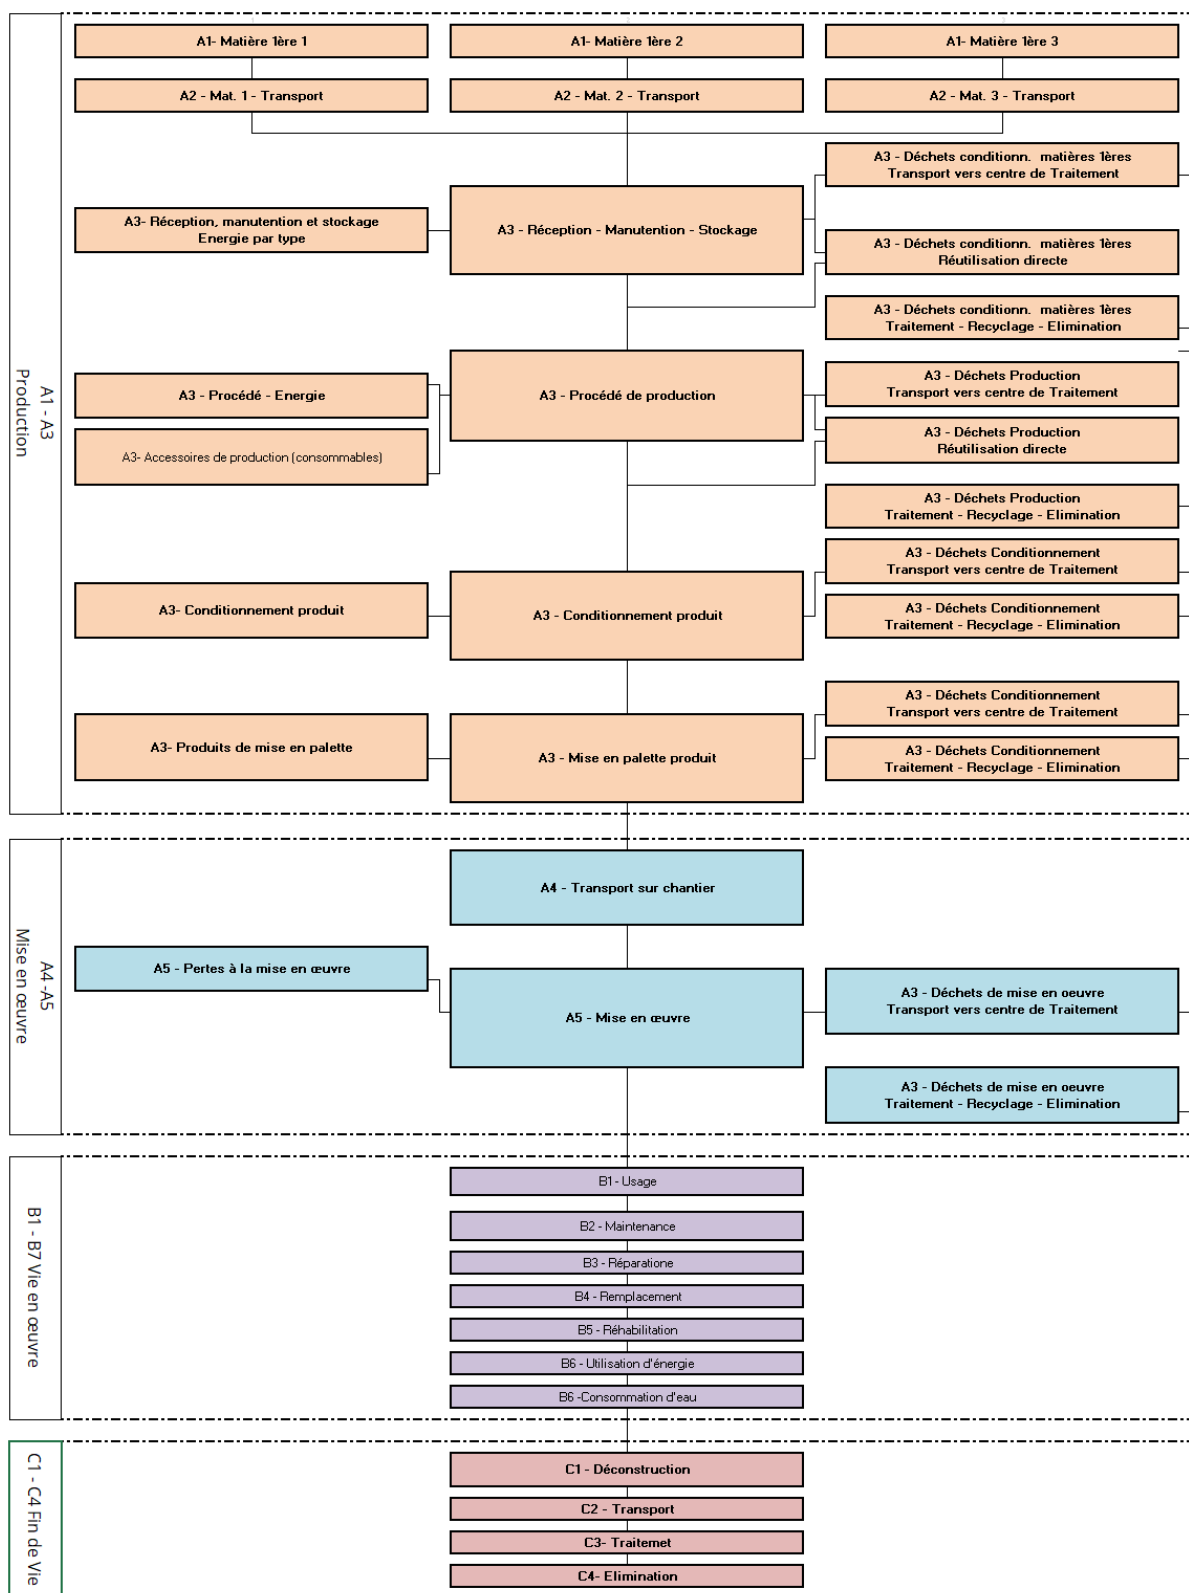 A1 - A3
Production
A1- Matière 1ère 1
A1- Matière 1ère 2
A1- Matière 1ère 3
A2 - Mat. 1 - Transport
A2 - Mat. 2 - Transport
A2 - Mat. 3 - Transport
A3 - Déchets conditionn.  matières 1ères
Transport vers centre de Traitement
A3- Réception, manutention et stockage
Energie par type
A3 - Réception - Manutention - Stockage
A3 - Déchets conditionn.  matières 1ères
Réutilisation directe
A3 - Déchets conditionn.  matières 1ères
Traitement - Recyclage - Elimination
A3 - Procédé - Energie
A3 - Procédé de production
A3 - Déchets Production
Transport vers centre de Traitement
A3- Accessoires de production (consommables)
A3 - Déchets Production
Réutilisation directe
A3 - Déchets Production
Traitement - Recyclage - Elimination
A3 - Déchets Conditionnement
Transport vers centre de Traitement
A3- Conditionnement produit
A3 - Conditionnement produit
A3 - Déchets Conditionnement
Traitement - Recyclage - Elimination
A3 - Déchets Conditionnement
Transport vers centre de Traitement
A3- Produits de mise en palette
A3 - Mise en palette produit
A3 - Déchets Conditionnement
Traitement - Recyclage - Elimination
A4 -A5
Mise en œuvre
A4 - Transport sur chantier
A5 - Pertes à la mise en œuvre
A5 - Mise en œuvre
A3 - Déchets de mise en oeuvre
Transport vers centre de Traitement
A3 - Déchets de mise en oeuvre
Traitement - Recyclage - Elimination
B1 - B7 Vie en œuvre
B1 - Usage
B2 - Maintenance
B3 - Réparatione
B4 - Remplacement
B5 - Réhabilitation
B6 - Utilisation d'énergie
B6 -Consommation d'eau
C1 - C4 Fin de Vie
C1 - Déconstruction
C2 - Transport
C3- Traitemet
C4- Elimination